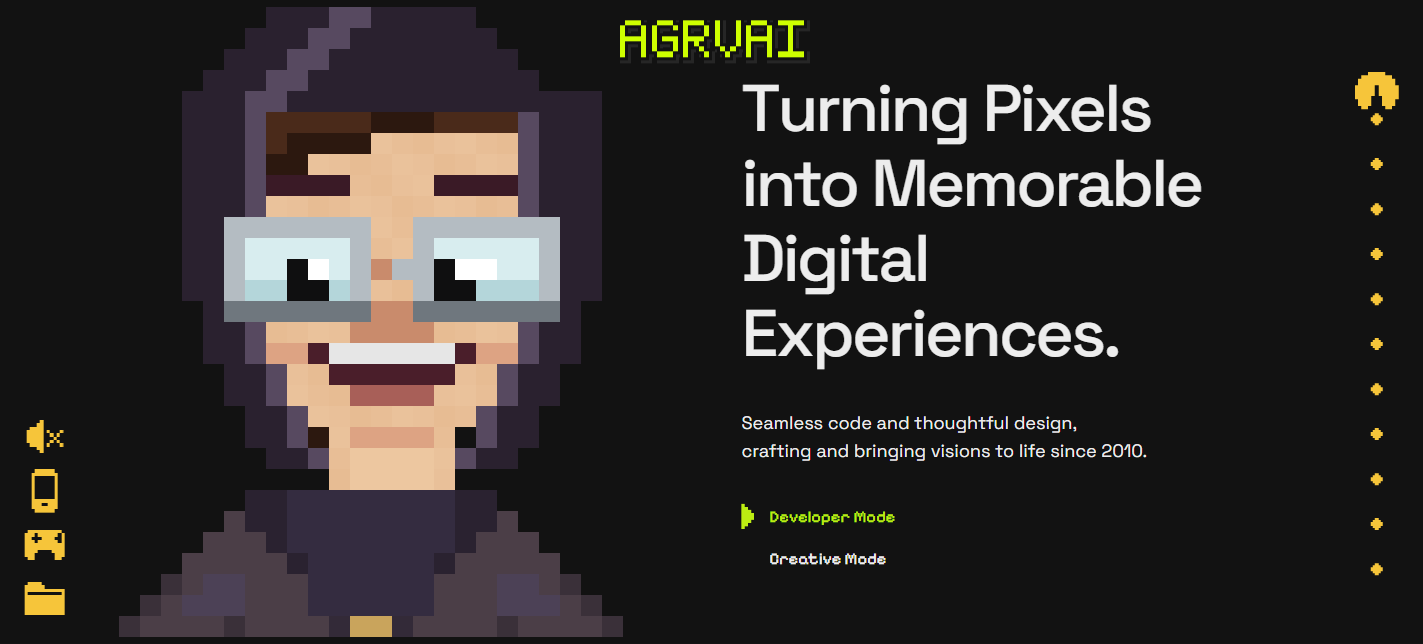 AGRVAI
Turning Pixels
into Memorable
Digital
Experiences.
Seamless code and thoughtful design,
crafting and bringing visions to life since 2010.
Developer Mode
Creative Mode